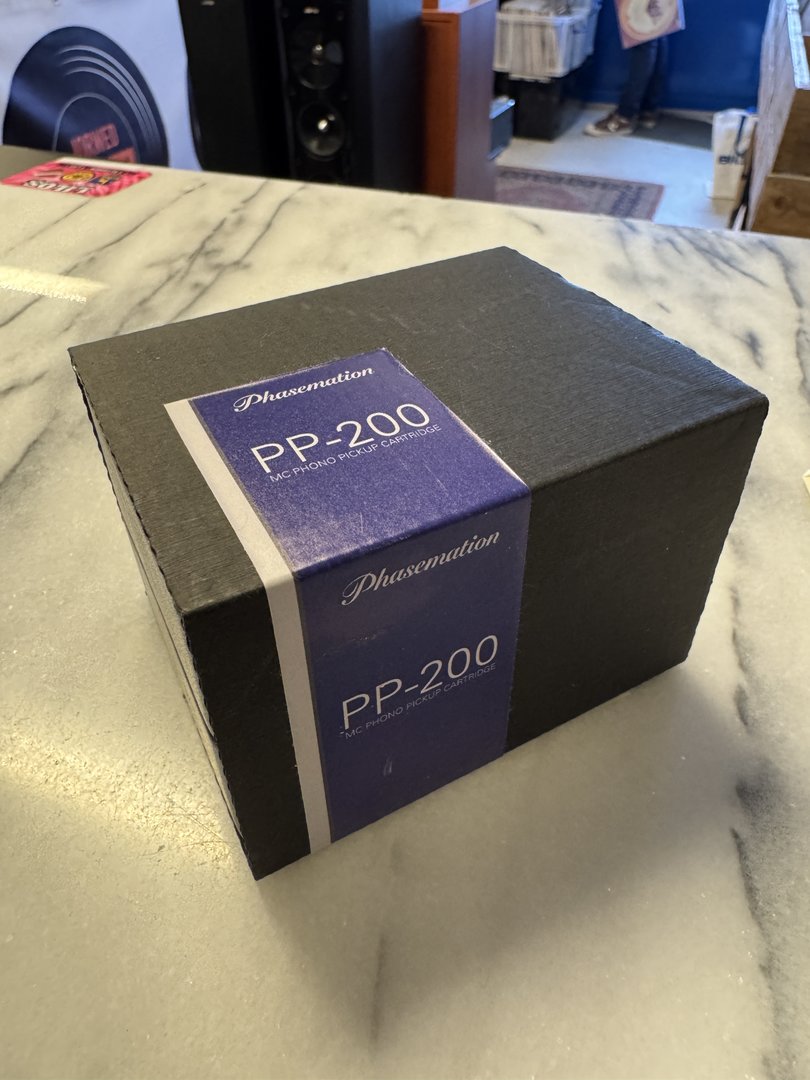 Phasemation
PP-200
MC PHONO PICKUP CARTRIDGE
Phasemation
PP-200
MC PHONO PICKUP CARTRIDGE